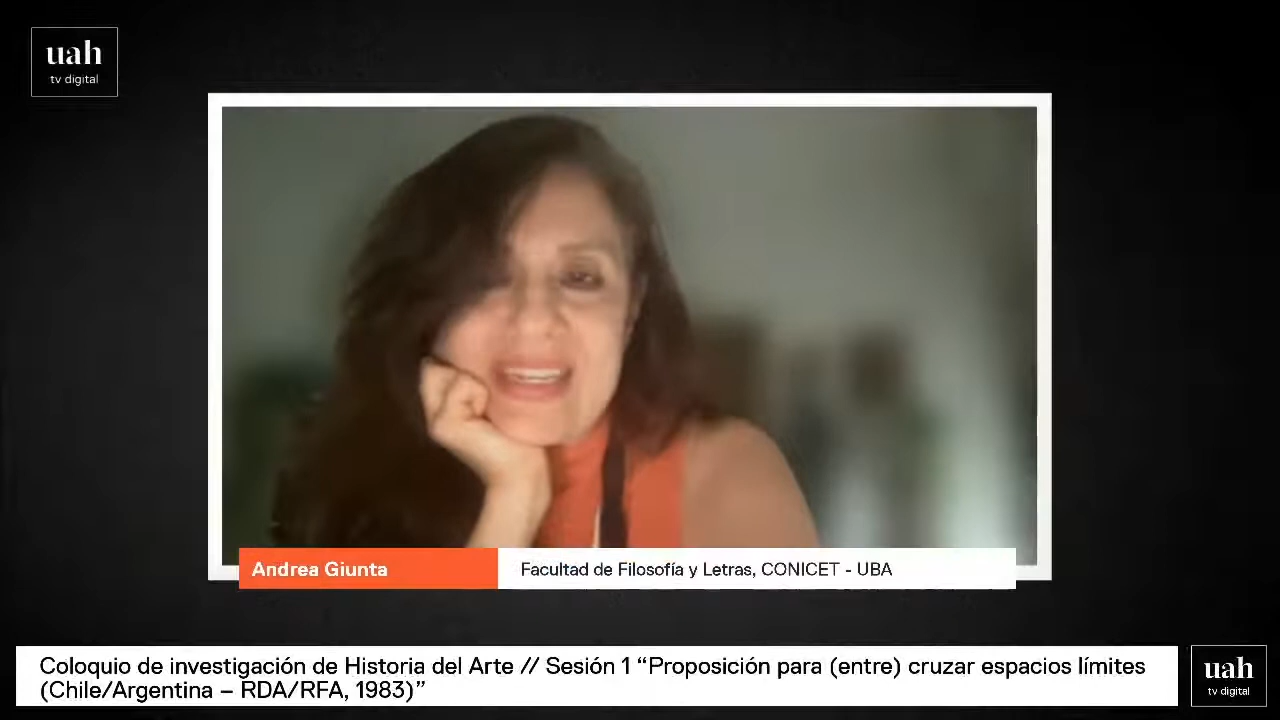 uah
tv digital
Andrea Giunta
Facultad de Filosofía y Letras, CONICET - UBA
Coloquio de investigación de Historia del Arte // Sesión 1 “Proposición para (entre) cruzar espacios límites
(Chile/Argentina – RDA/RFA, 1983)”
uah
tv digital